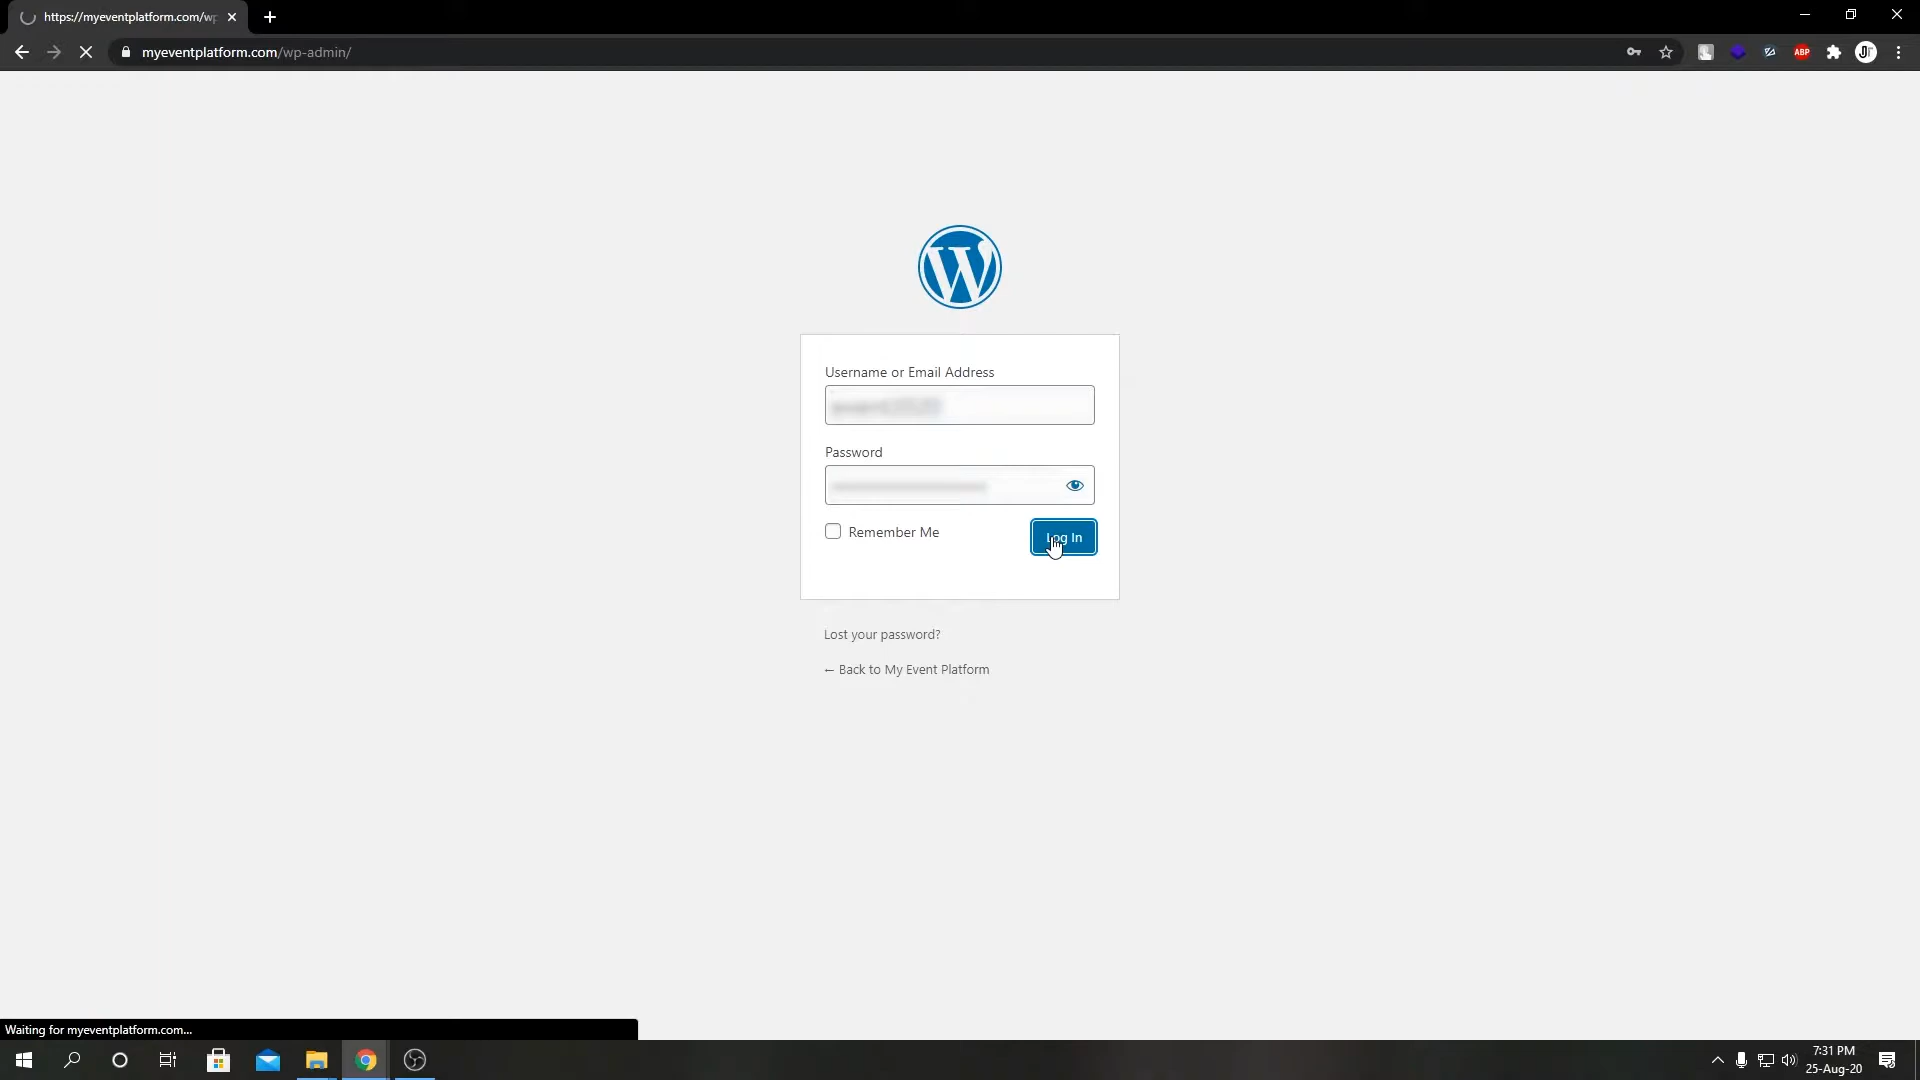 https://myeventplatform.com/wp
myeventplatform.com/wp-admin/
ABP
Username or Email Address
Password
Remember Me
Log In
Lost your password?
← Back to My Event Platform
Waiting for myeventplatform.com...
7:31 PM
25-Aug-20